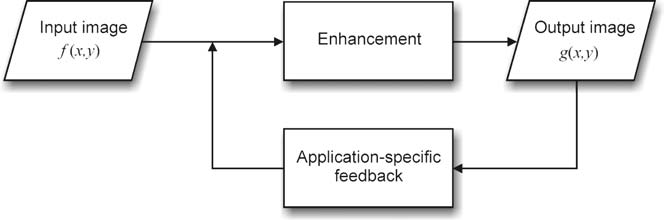 Input image
f (x,y)
Enhancement
Output image
g(x,y)
Application-specific
feedback